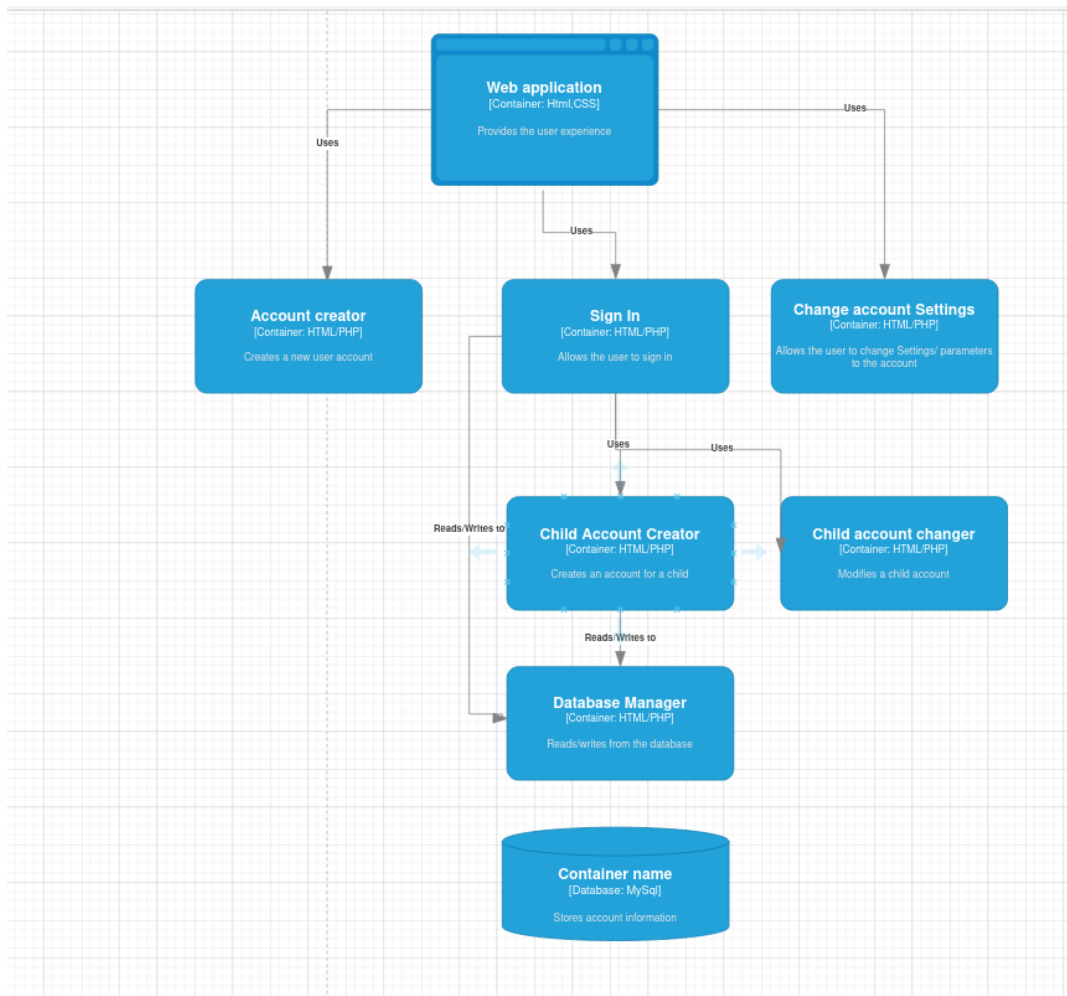 Web application
[Container: Html,CSS]
Provides the user experience
Uses
Uses
Uses
Account creator
[Container: HTML/PHP]
Creates a new user account
Sign In
[Container: HTML/PHP]
Allows the user to sign in
Change account Settings
[Container: HTML/PHP]
Allows the user to change Settings/ parameters
to the account
Uses
Uses
Reads/Writes to
Child Account Creator
[Container: HTML/PHP]
Creates an account for a child
Child account changer
[Container: HTML/PHP]
Modifies a child account
Reads/Writes to
Database Manager
[Container: HTML/PHP]
Reads/writes from the database
Container name
[Database: MySql]
Stores account information